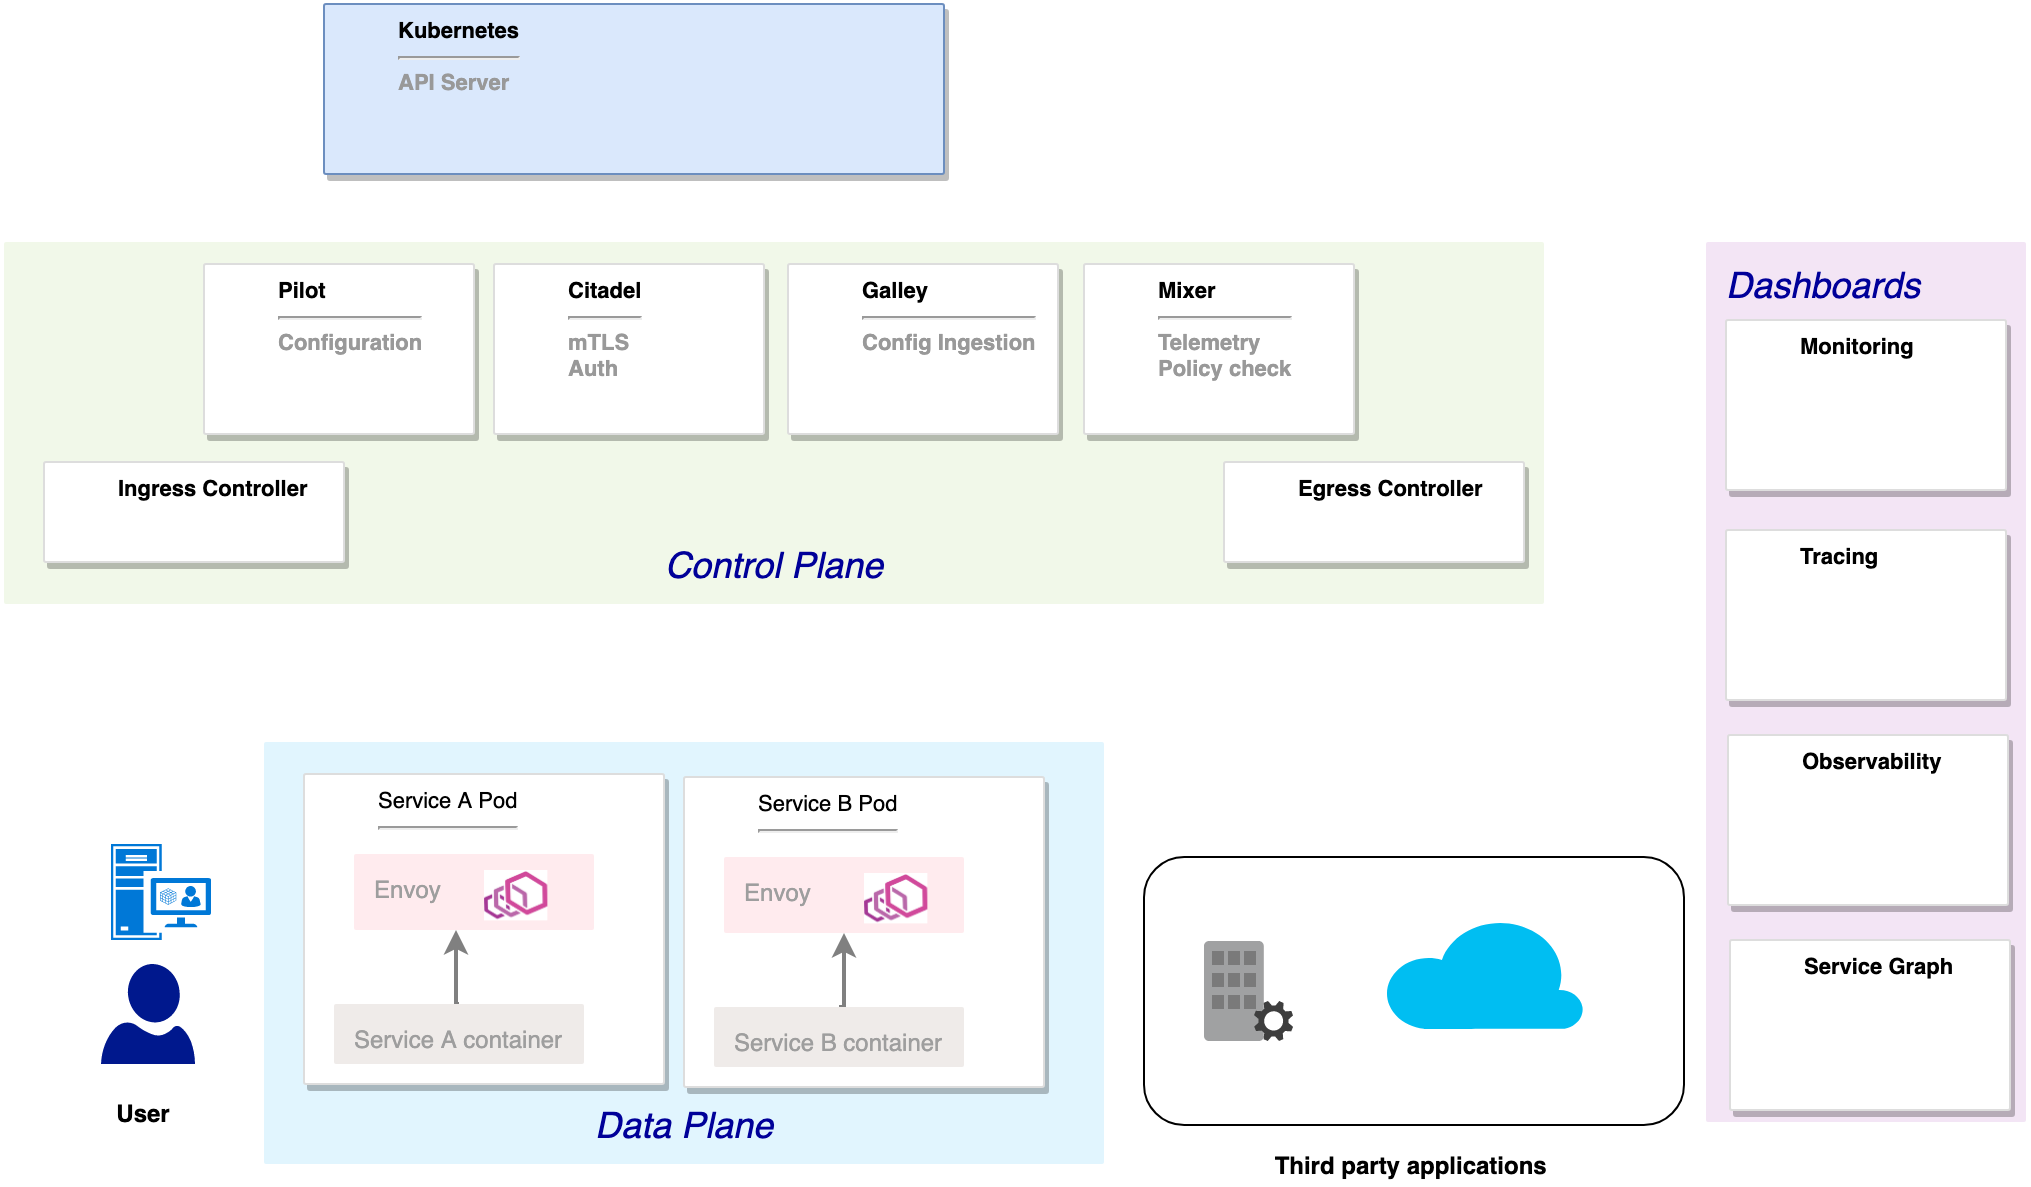 Kubernetes
API Server
Pilot
Configuration
Citadel
mTLS
Auth
Galley
Config Ingestion
Mixer
Telemetry
Policy check
Ingress Controller
Egress Controller
Control Plane
Dashboards
Monitoring
Tracing
Observability
Service Graph
Service A Pod
Envoy
Service A container
Service B Pod
Envoy
Service B container
Data Plane
User
Third party applications